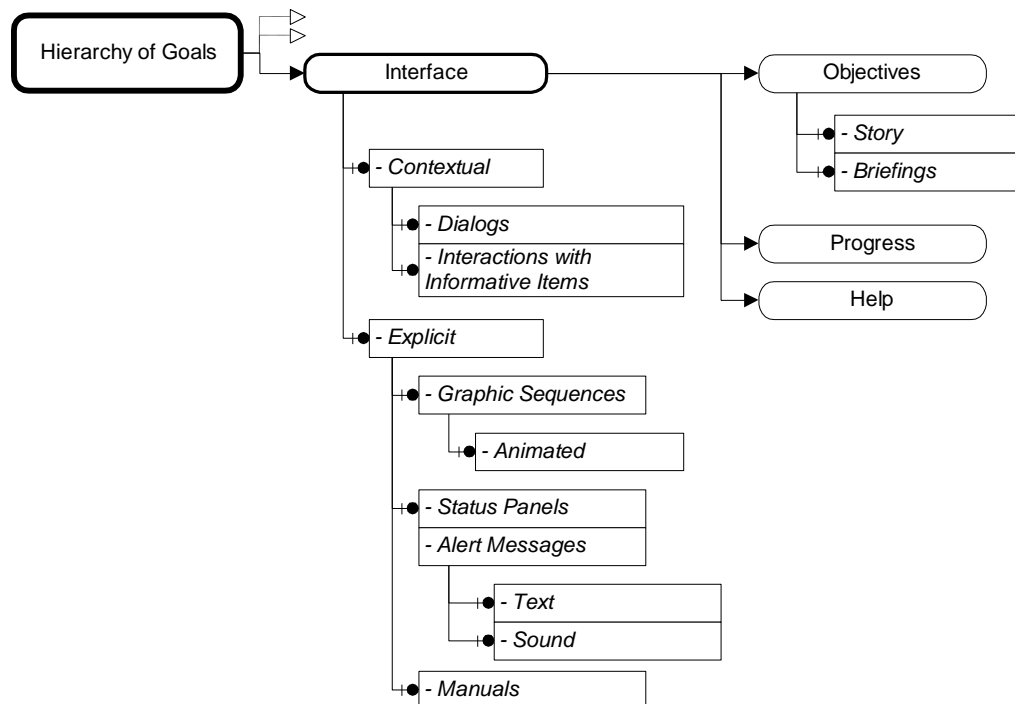 Hierarchy of Goals
Interface
Objectives
- Story
- Briefings
- Contextual
- Dialogs
- Interactions with
Informative Items
Progress
Help
- Explicit
- Graphic Sequences
- Animated
- Status Panels
- Alert Messages
- Text
- Sound
- Manuals